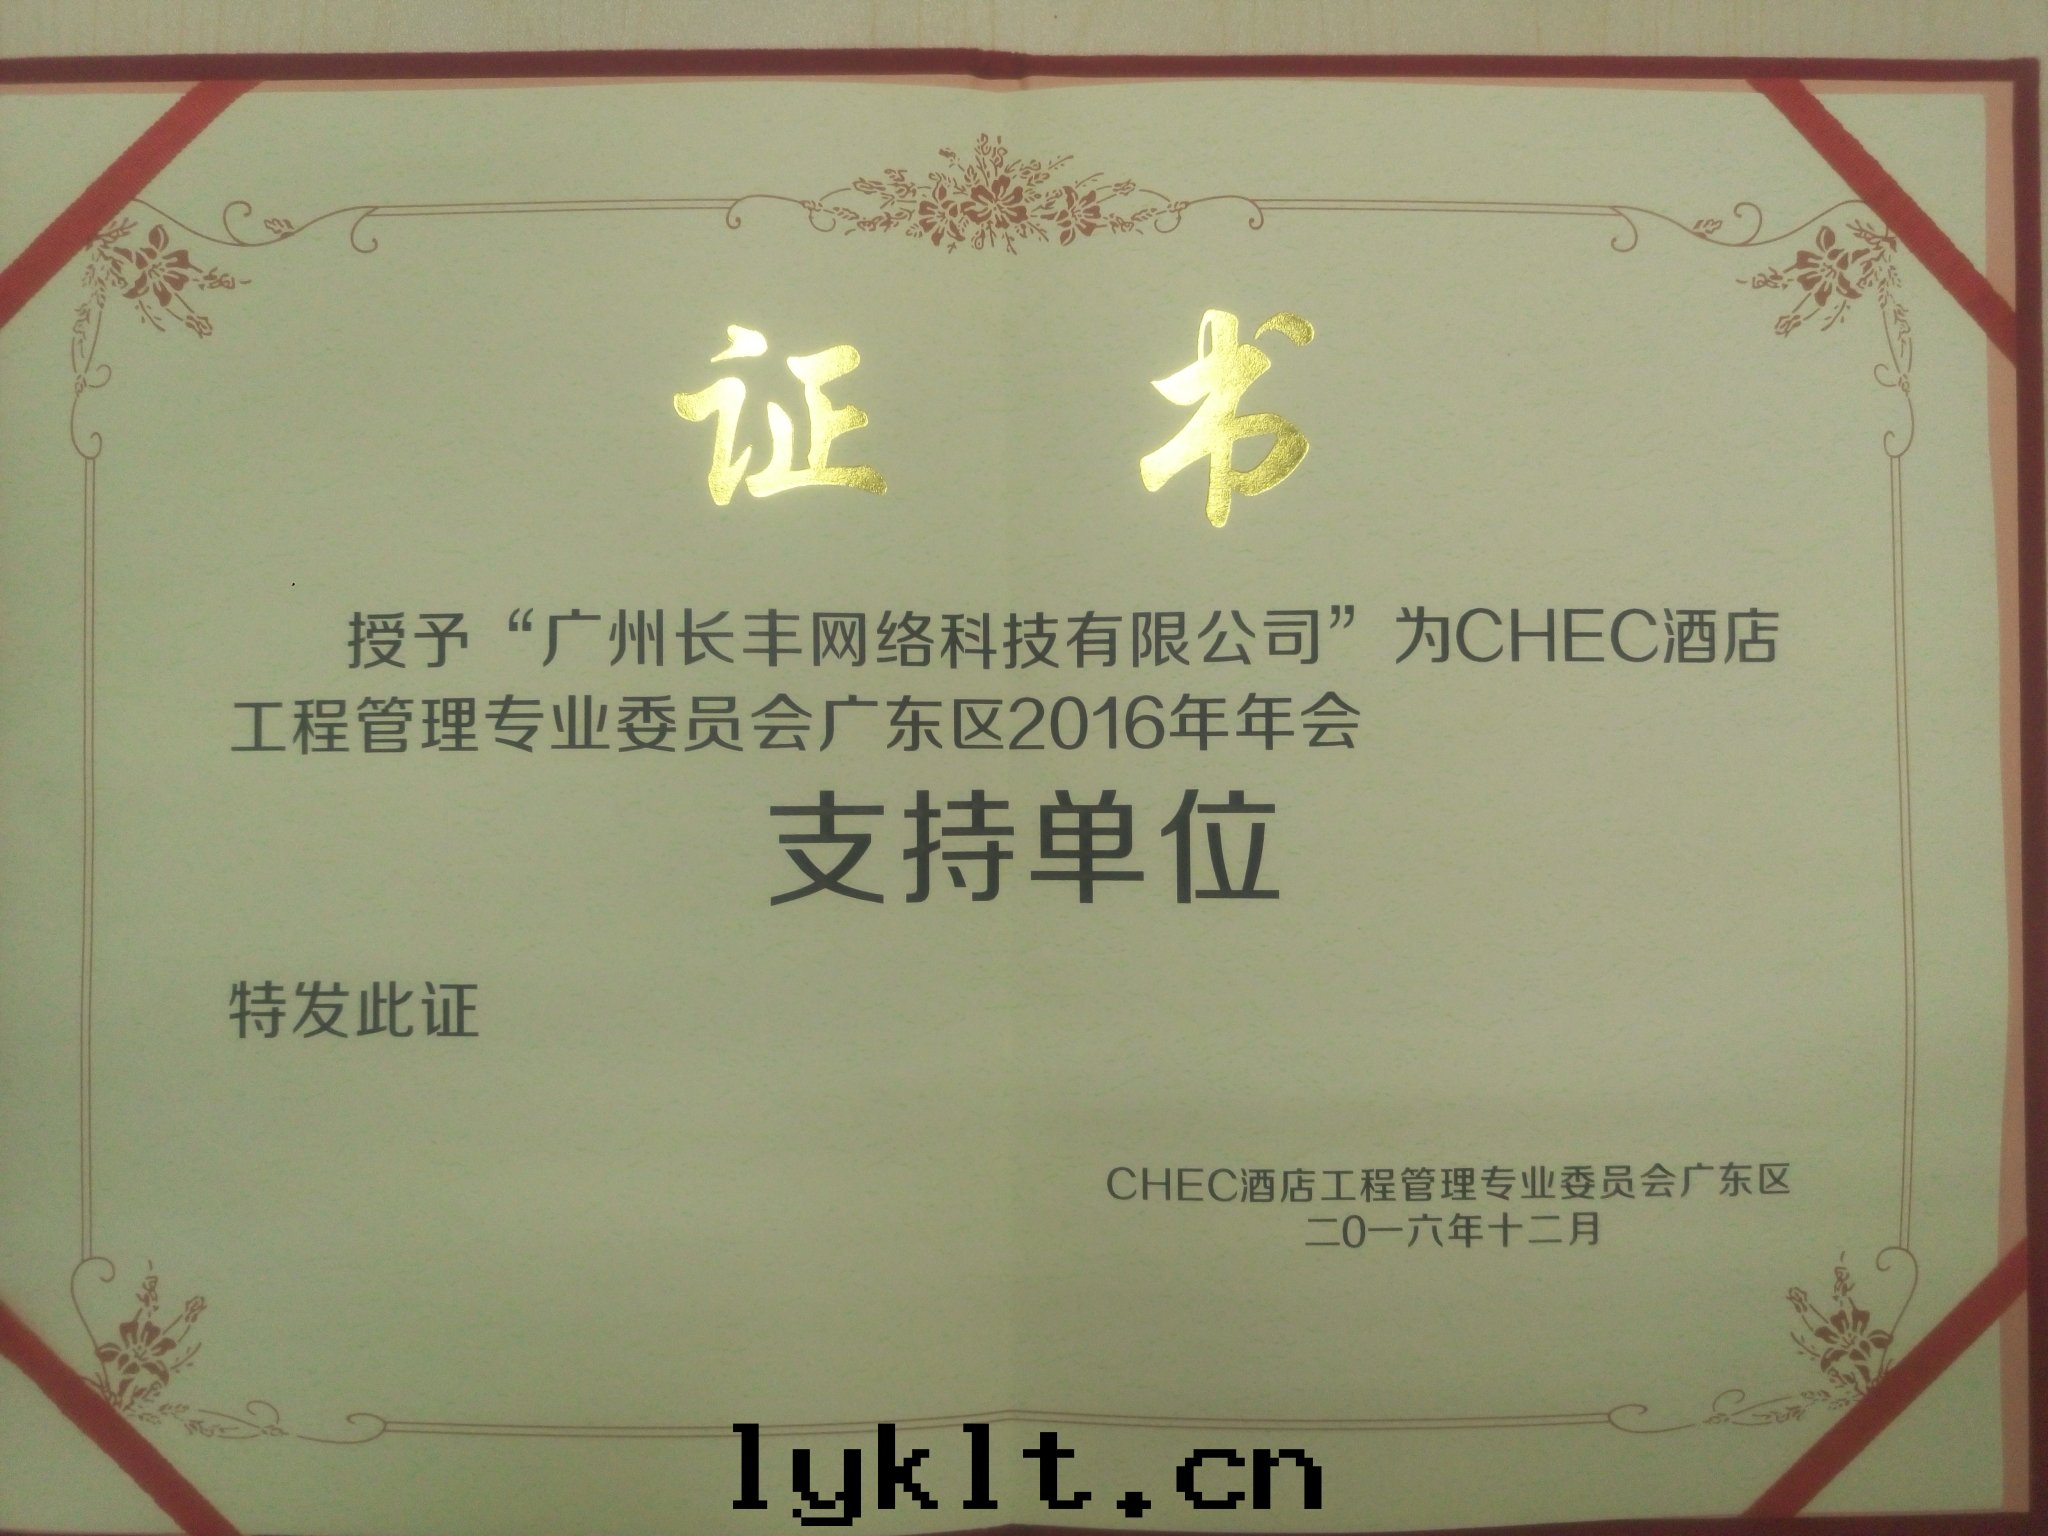 证 书
授予“广州长丰网络科技有限公司”为CHEC酒店
工程管理专业委员会广东区2016年年会
支持单位
特发此证
CHEC酒店工程管理专业委员会广东区
二0一六年十二月
lyklt.cn